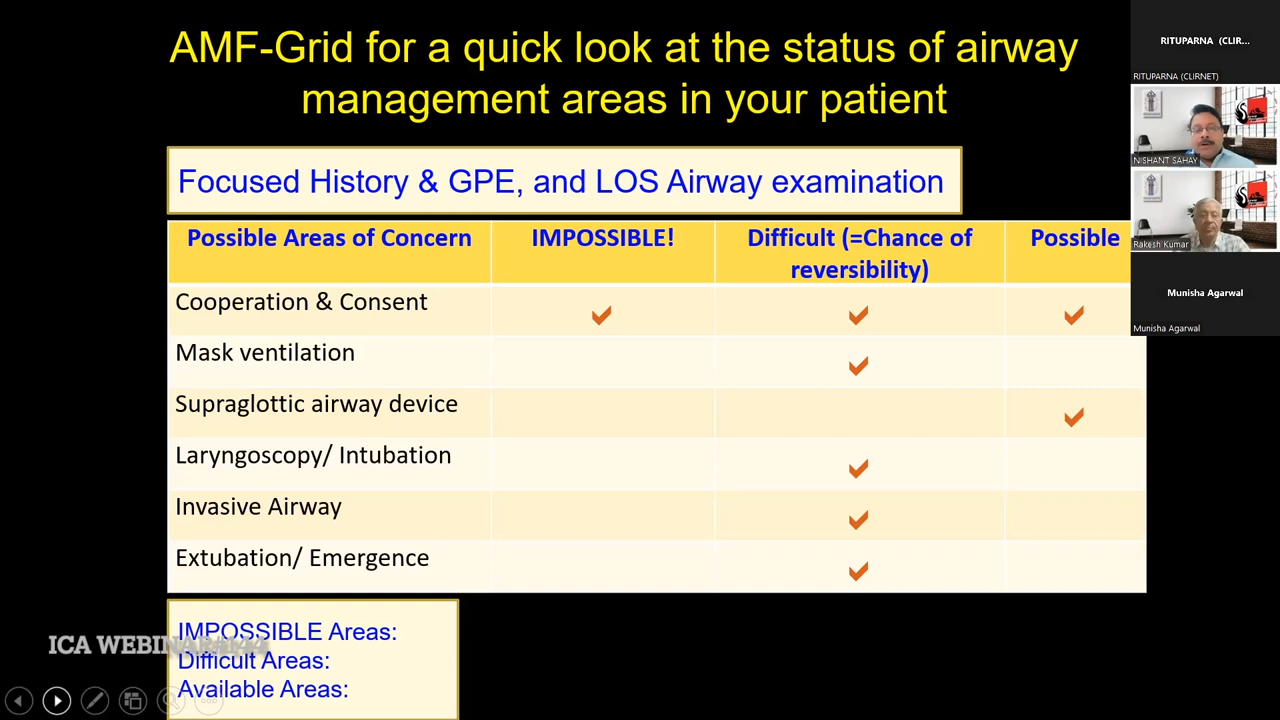 AMF-Grid for a quick look at the status of airway
management areas in your patient
Focused History & GPE, and LOS Airway examination
Possible Areas of Concern IMPOSSIBLE! Difficult (=Chance of reversibility) Possible
Cooperation & Consent
Mask ventilation
Supraglottic airway device
Laryngoscopy/ Intubation
Invasive Airway
Extubation/ Emergence
IMPOSSIBLE Areas:
Difficult Areas:
Available Areas:
ICA WEBINAR#144
RITUPARNA (CLIR...
RITUPARNA (CLIRNET)
NISHANT SAHAY
Rakesh Kumar
Munisha Agarwal
Munisha Agarwal